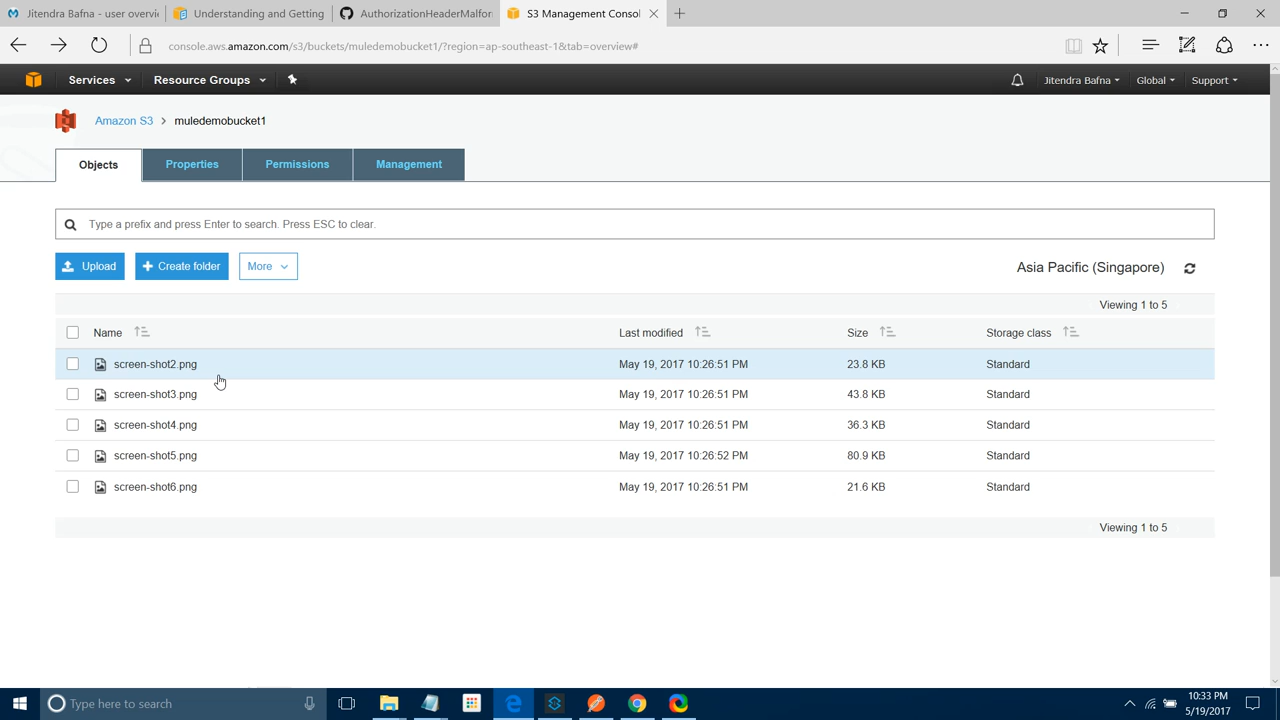 Jitendra Bafna - user overvi
Understanding and Getting
AuthorizationHeaderMalfor
S3 Management Consol
console.aws.amazon.com/s3/buckets/muledemobucket1/?region=ap-southeast-1&tab=overview#
Services Resource Groups Jitendra Bafna Global Support
Amazon S3 > muledemobucket1
Objects Properties Permissions Management
Type a prefix and press Enter to search. Press ESC to clear.
Upload + Create folder More Asia Pacific (Singapore)
Viewing 1 to 5
Name Last modified Size Storage class
screen-shot2.png May 19, 2017 10:26:51 PM 23.8 KB Standard
screen-shot3.png May 19, 2017 10:26:51 PM 43.8 KB Standard
screen-shot4.png May 19, 2017 10:26:51 PM 36.3 KB Standard
screen-shot5.png May 19, 2017 10:26:52 PM 80.9 KB Standard
screen-shot6.png May 19, 2017 10:26:51 PM 21.6 KB Standard
Viewing 1 to 5
Type here to search
10:33 PM
5/19/2017